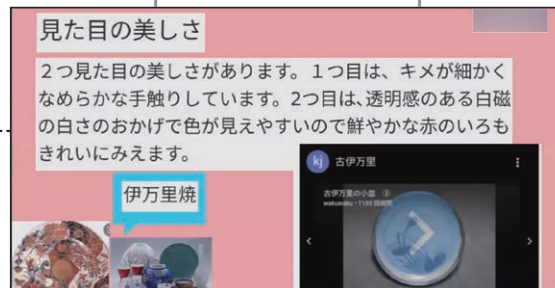 見た目の美しさ
２つ見た目の美しさがあります。１つ目は、キメが細かく
なめらかな手触りしています。2つ目は、透明感のある白磁
の白さのおかげで色が見えやすいので鮮やかな赤のいろも
きれいにみえます。
伊万里焼
kj 古伊万里
古伊万里の小皿